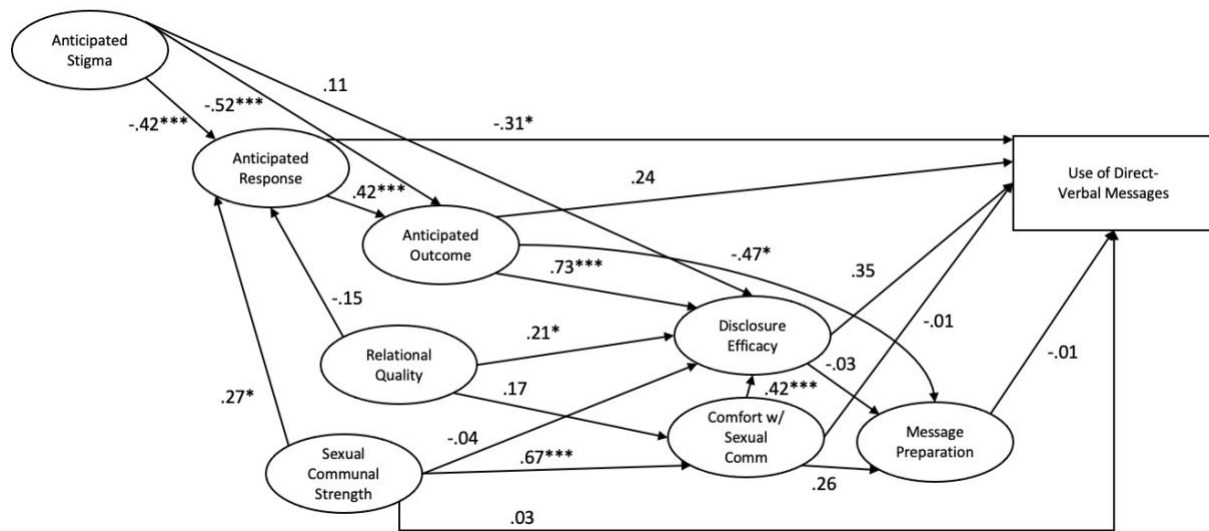 Anticipated
Stigma
.11
-.52***
-.42***
-.31*
Anticipated
Response
Use of Direct-
Verbal Messages
.24
.42***
Anticipated
Outcome
-.47*
.73***
.35
-.15
Disclosure
Efficacy
-.01
.21*
Relational
Quality
-.03
-.01
.17
.42***
.27*
Comfort w/
Sexual
Comm
Message
Preparation
-.04
Sexual
Communal
Strength
.67***
.26
.03